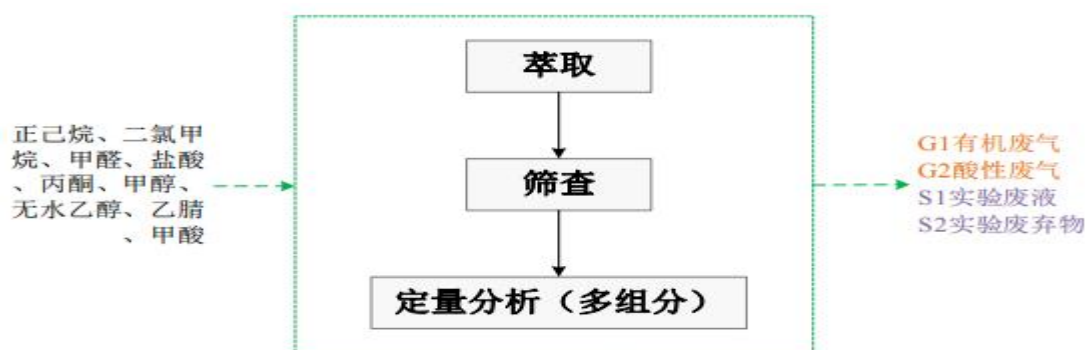 萃取
正己烷、二氯甲
烷、甲醛、盐酸
、丙酮、甲醇、
无水乙醇、乙腈
、甲酸
筛查
G1有机废气
G2酸性废气
S1实验废液
S2实验废弃物
定量分析（多组分）